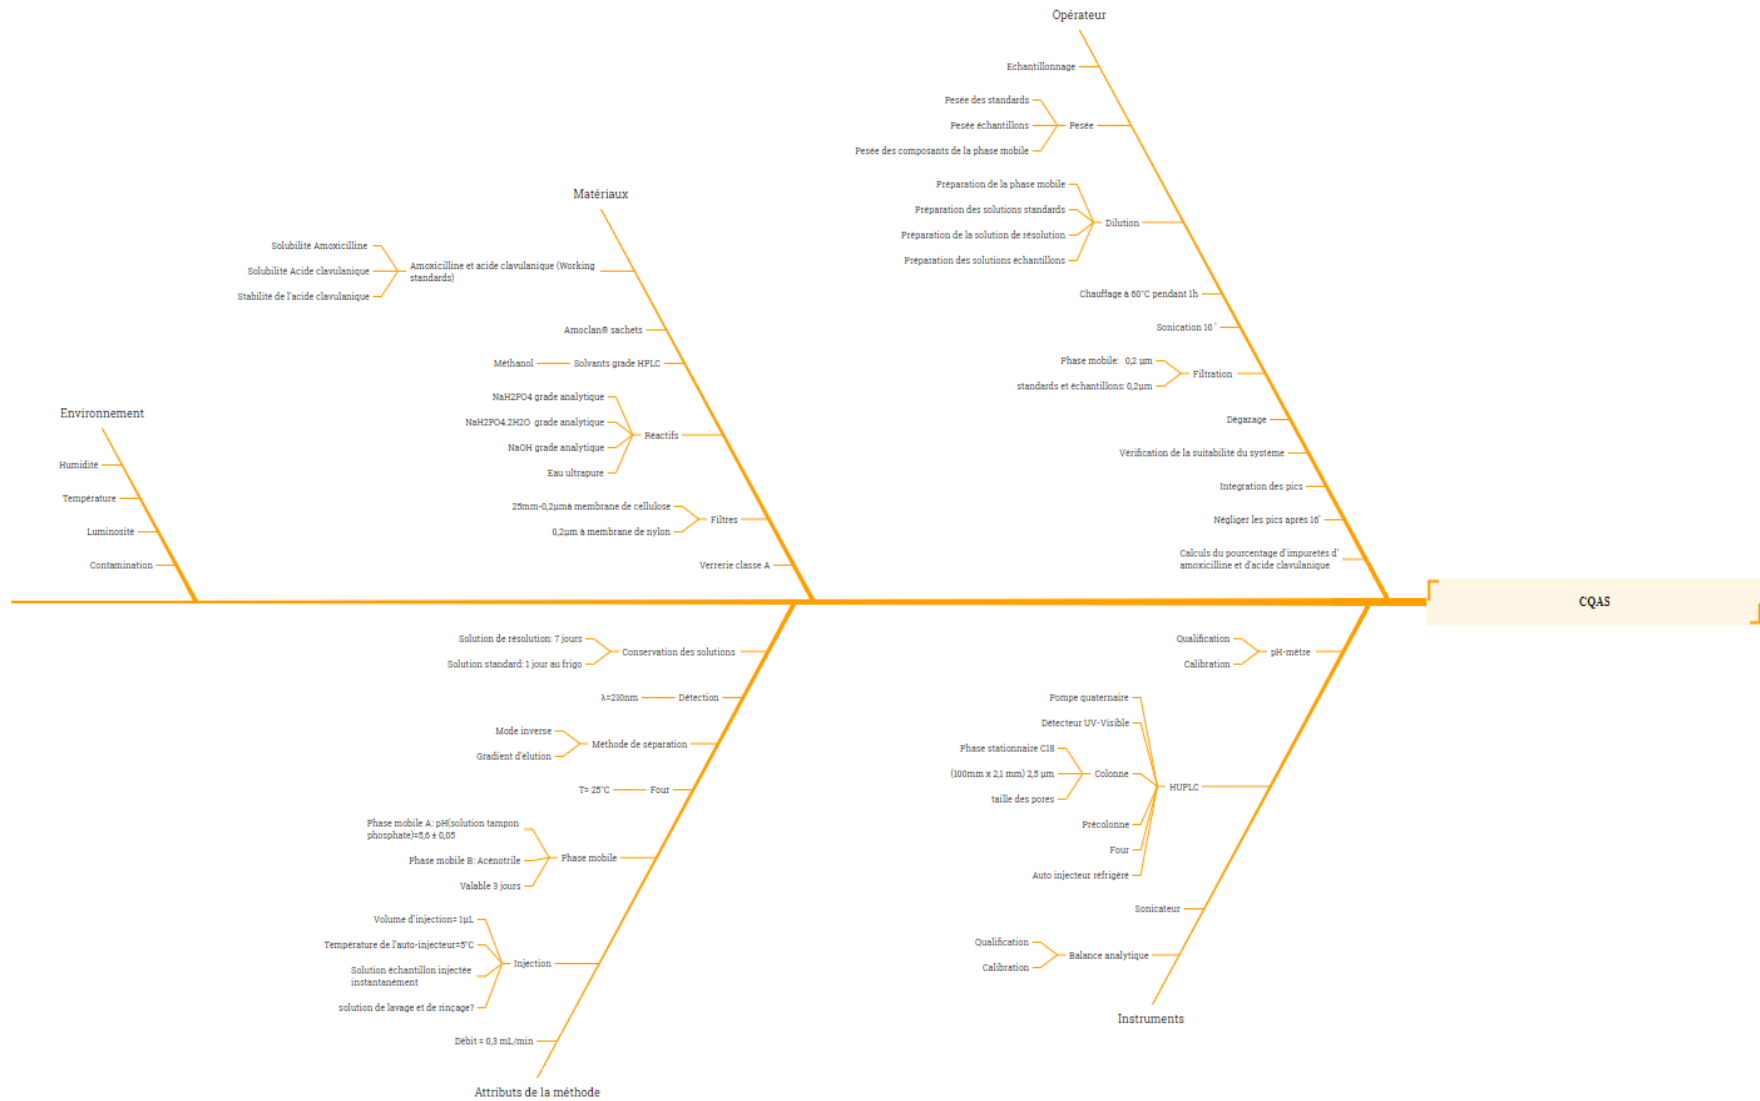 Opérateur
Echantillonnage
Pesée des standards
Pesée échantillons
Pesée des composants de la phase mobile
Pesée
Préparation de la phase mobile
Préparation des solutions standards
Préparation de la solution de résolution
Préparation des solutions échantillons
Dilution
Chauffage à 60°C pendant 1h
Sonication 10 '
Phase mobile: 0,2 µm
standards et échantillons: 0,2µm
Filtration
Dégazage
Vérification de la suitabilité du système
Integration des pics
Négliger les pics après 16'
Calculs du pourcentage d'impuretés d'
amoxicilline et d'acide clavulanique
Matériaux
Solubilité Amoxicilline
Solubilité Acide clavulanique
Stabilité de l'acide clavulanique
Amoxicilline et acide clavulanique (Working
standards)
Amoclan® sachets
Méthanol
Solvants grade HPLC
NaH2PO4 grade analytique
NaH2PO4.2H2O grade analytique
NaOH grade analytique
Eau ultrapure
Réactifs
25mm-0,2µmà membrane de cellulose
0,2µm à membrane de nylon
Filtres
Verrerie classe A
Environnement
Humidité
Température
Luminosité
Contamination
CQAS
Solution de résolution: 7 jours
Solution standard: 1 jour au frigo
Conservation des solutions
λ=210nm
Détection
Mode inverse
Gradient d'élution
Méthode de séparation
T= 25°C
Four
Phase mobile A: pH(solution tampon
phosphate)=5,6 ± 0,05
Phase mobile B: Acénotrile
Valable 3 jours
Phase mobile
Volume d'injection= 1µL
Température de l'auto-injecteur=5°C
Solution échantillon injectée
instantanément
solution de lavage et de rinçage?
Injection
Débit = 0,3 mL/min
Attributs de la méthode
Qualification
Calibration
pH-mètre
Pompe quaternaire
Détecteur UV-Visible
Phase stationnaire C18
(100mm x 2,1 mm) 2,5 µm
taille des pores
Colonne
Précolonne
Four
Auto injecteur réfrigéré
HUPLC
Sonicateur
Qualification
Calibration
Balance analytique
Instruments